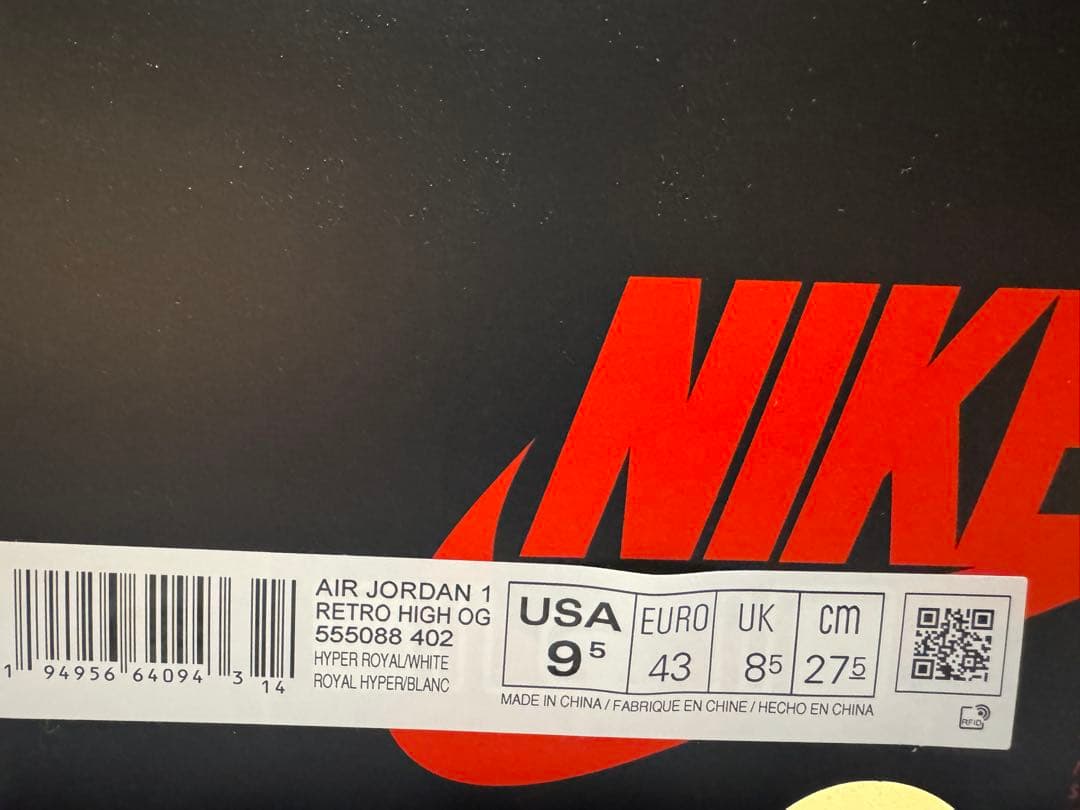 NIKE
AIR JORDAN 1
RETRO HIGH OG
555088 402
HYPER ROYAL/WHITE
ROYAL HYPER/BLANC
1 94956 64094 3 14
USA EURO UK cm
9⁵ 43 8⁵ 27⁵
MADE IN CHINA / FABRIQUE EN CHINE / HECHO EN CHINA
RFID